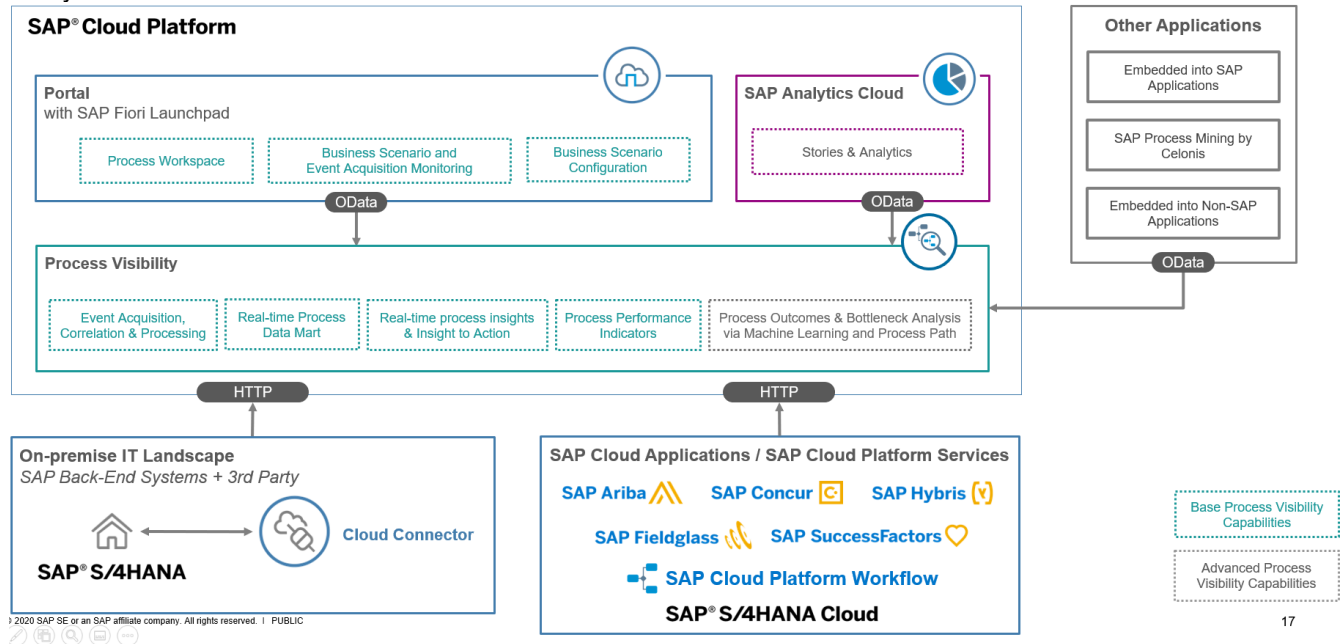 SAP® Cloud Platform
Portal
with SAP Fiori Launchpad
Process Workspace
Business Scenario and
Event Acquisition Monitoring
Business Scenario
Configuration
OData
SAP Analytics Cloud
Stories & Analytics
OData
Other Applications
Embedded into SAP
Applications
SAP Process Mining by
Celonis
Embedded into Non-SAP
Applications
OData
Process Visibility
Event Acquisition,
Correlation & Processing
Real-time Process
Data Mart
Real-time process insights
& Insight to Action
Process Performance
Indicators
Process Outcomes & Bottleneck Analysis
via Machine Learning and Process Path
HTTP
HTTP
On-premise IT Landscape
SAP Back-End Systems + 3rd Party
SAP® S/4HANA
Cloud Connector
SAP Cloud Applications / SAP Cloud Platform Services
SAP Ariba
SAP Concur
SAP Hybris
SAP Fieldglass
SAP SuccessFactors
SAP Cloud Platform Workflow
SAP® S/4HANA Cloud
Base Process Visibility
Capabilities
Advanced Process
Visibility Capabilities
2020 SAP SE or an SAP affiliate company. All rights reserved. | PUBLIC
17